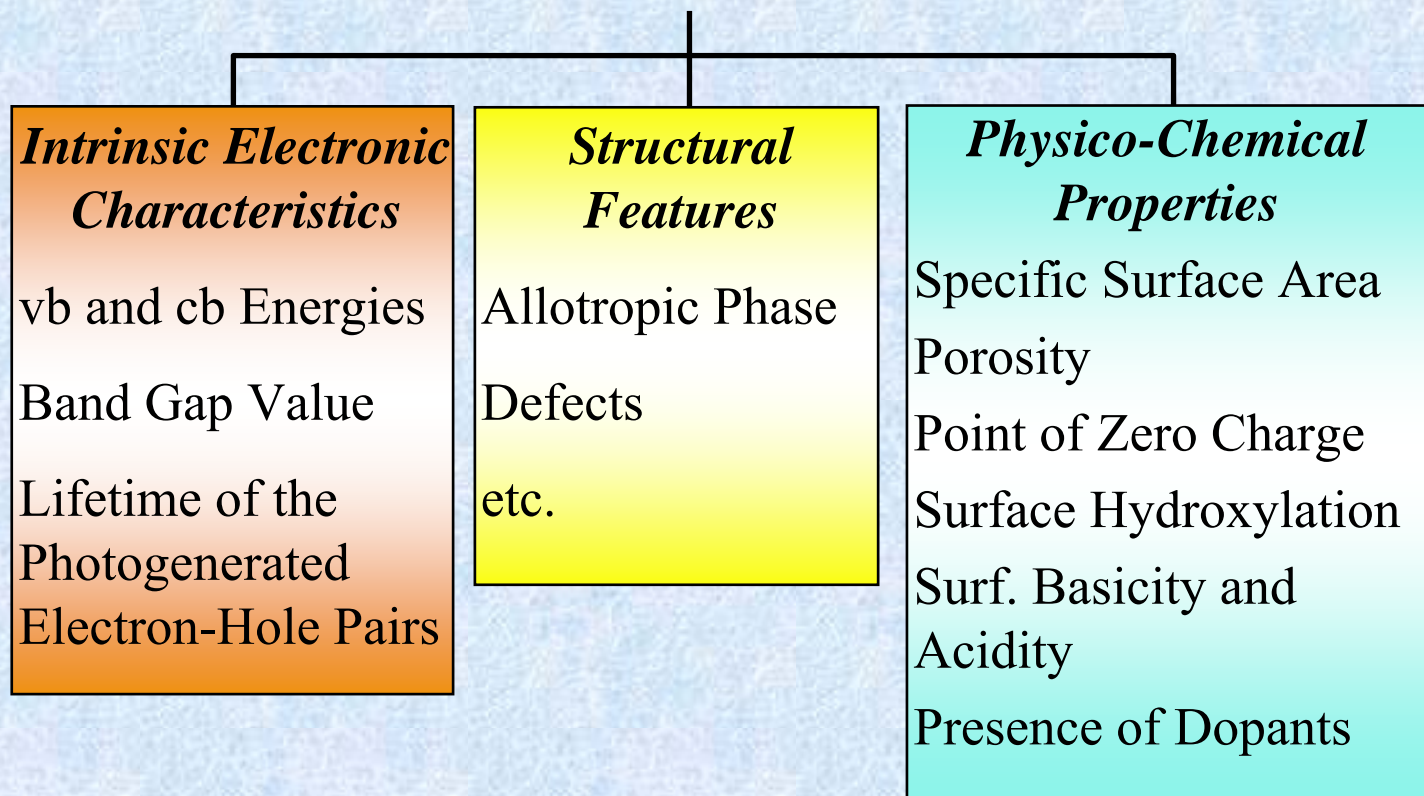 Intrinsic Electronic
Characteristics
vb and cb Energies
Band Gap Value
Lifetime of the
Photogenerated
Electron-Hole Pairs
Structural
Features
Allotropic Phase
Defects
etc.
Physico-Chemical
Properties
Specific Surface Area
Porosity
Point of Zero Charge
Surface Hydroxylation
Surf. Basicity and
Acidity
Presence of Dopants